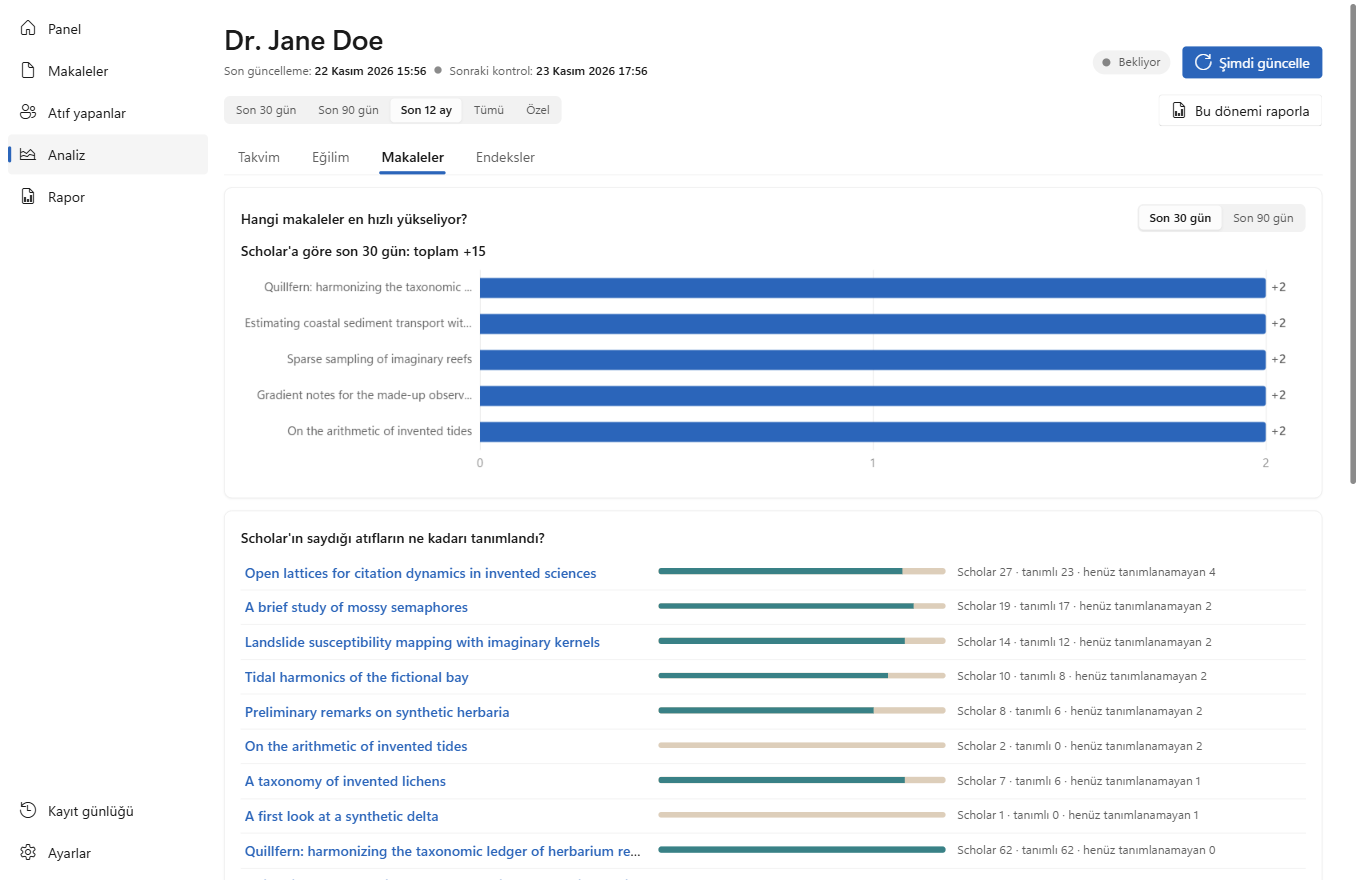 Panel
Makaleler
Atıf yapanlar
Analiz
Rapor
Kayıt günlüğü
Ayarlar
Dr. Jane Doe
Son güncelleme: 22 Kasım 2026 15:56 ● Sonraki kontrol: 23 Kasım 2026 17:56
Bekliyor
Şimdi güncelle
Son 30 gün Son 90 gün Son 12 ay Tümü Özel
Bu dönemi raporla
Takvim Eğilim Makaleler Endeksler
Hangi makaleler en hızlı yükseliyor?
Son 30 gün Son 90 gün
Scholar'a göre son 30 gün: toplam +15
Quillfern: harmonizing the taxonomic ... +2
Estimating coastal sediment transport wit... +2
Sparse sampling of imaginary reefs +2
Gradient notes for the made-up observ... +2
On the arithmetic of invented tides +2
0 1 2
Scholar'ın saydığı atıfların ne kadarı tanımlandı?
Open lattices for citation dynamics in invented sciences Scholar 27 · tanımlı 23 · henüz tanımlanamayan 4
A brief study of mossy semaphores Scholar 19 · tanımlı 17 · henüz tanımlanamayan 2
Landslide susceptibility mapping with imaginary kernels Scholar 14 · tanımlı 12 · henüz tanımlanamayan 2
Tidal harmonics of the fictional bay Scholar 10 · tanımlı 8 · henüz tanımlanamayan 2
Preliminary remarks on synthetic herbaria Scholar 8 · tanımlı 6 · henüz tanımlanamayan 2
On the arithmetic of invented tides Scholar 2 · tanımlı 0 · henüz tanımlanamayan 2
A taxonomy of invented lichens Scholar 7 · tanımlı 6 · henüz tanımlanamayan 1
A first look at a synthetic delta Scholar 1 · tanımlı 0 · henüz tanımlanamayan 1
Quillfern: harmonizing the taxonomic ledger of herbarium re... Scholar 62 · tanımlı 62 · henüz tanımlanamayan 0